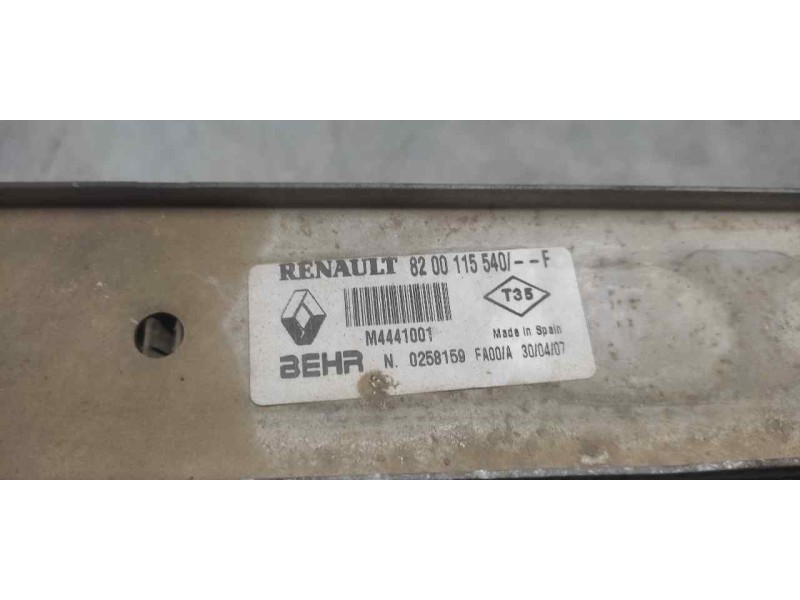 RENAULT 82 00 115 540/--F
T35
M4441001
Made in Spain
BEHR N. 0258159 FA00/A 30/04/07